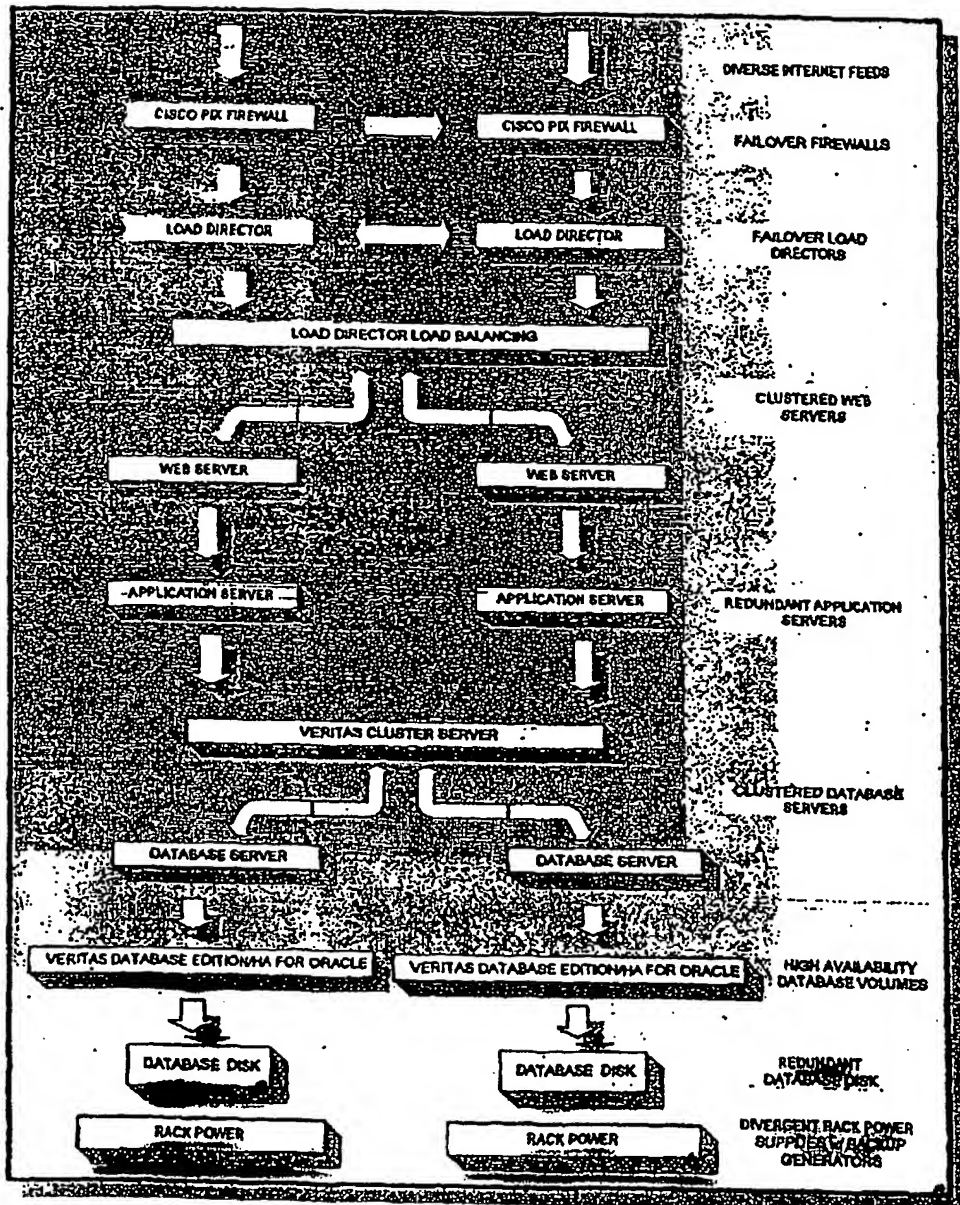 DIVERSE INTERNET FEEDS
CISCO PIX FIREWALL
CISCO PIX FIREWALL
FAILOVER FIREWALLS
LOAD DIRECTOR
LOAD DIRECTOR
FAILOVER LOAD
DIRECTORS
LOAD DIRECTOR LOAD BALANCING
CLUSTERED WEB
SERVERS
WEB SERVER
WEB SERVER
APPLICATION SERVER
APPLICATION SERVER
REDUNDANT APPLICATION
SERVERS
VERITAS CLUSTER SERVER
CLUSTERED DATABASE
SERVERS
DATABASE SERVER
DATABASE SERVER
VERITAS DATABASE EDITION/HA FOR ORACLE
VERITAS DATABASE EDITION/HA FOR ORACLE
HIGH AVAILABILITY
DATABASE VOLUMES
DATABASE DISK
DATABASE DISK
REDUNDANT
DATABASE DISK
RACK POWER
RACK POWER
DIVERGENT RACK POWER
SUPPLIES W/ BACKUP
GENERATORS